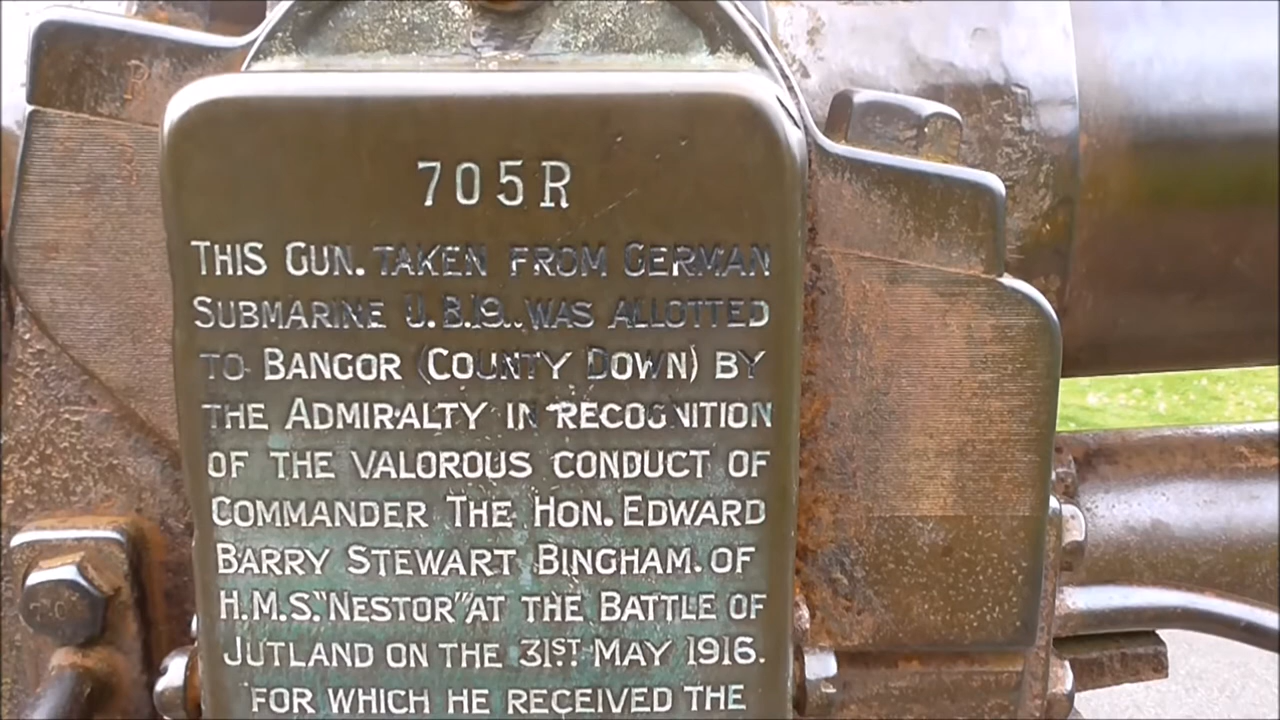 705R
THIS GUN. TAKEN FROM GERMAN
SUBMARINE U.B.19.. WAS ALLOTTED
TO BANGOR (COUNTY DOWN) BY
THE ADMIRALTY IN RECOGNITION
OF THE VALOROUS CONDUCT OF
COMMANDER THE HON. EDWARD
BARRY STEWART BINGHAM. OF
H.M.S. "NESTOR" AT THE BATTLE OF
JUTLAND ON THE 31ST MAY 1916.
FOR WHICH HE RECEIVED THE